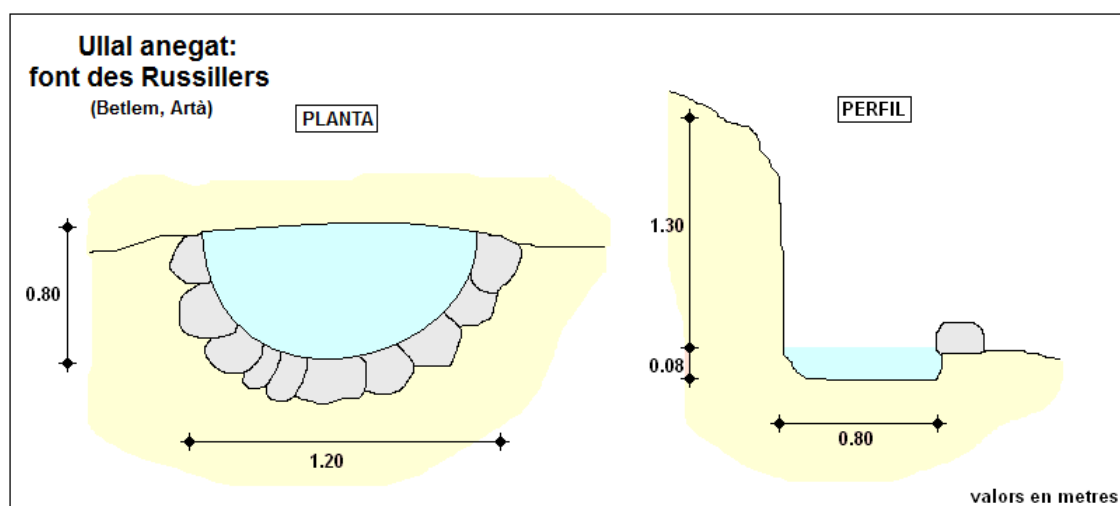 Ullal anegat:
font des Russillers
(Betlem, Artà)
PLANTA
0.80
1.20
PERFIL
1.30
0.08
0.80
valors en metres